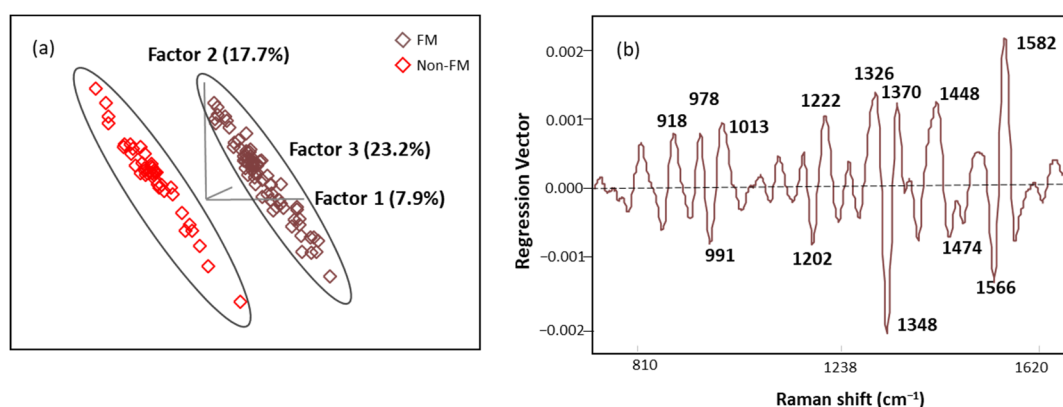 (a)
FM
Non-FM
Factor 2 (17.7%)
Factor 3 (23.2%)
Factor 1 (7.9%)
(b)
Regression Vector
0.002
0.001
0.000
−0.001
−0.002
918
978
991
1013
1202
1222
1326
1348
1370
1448
1474
1566
1582
810
1238
1620
Raman shift (cm⁻¹)